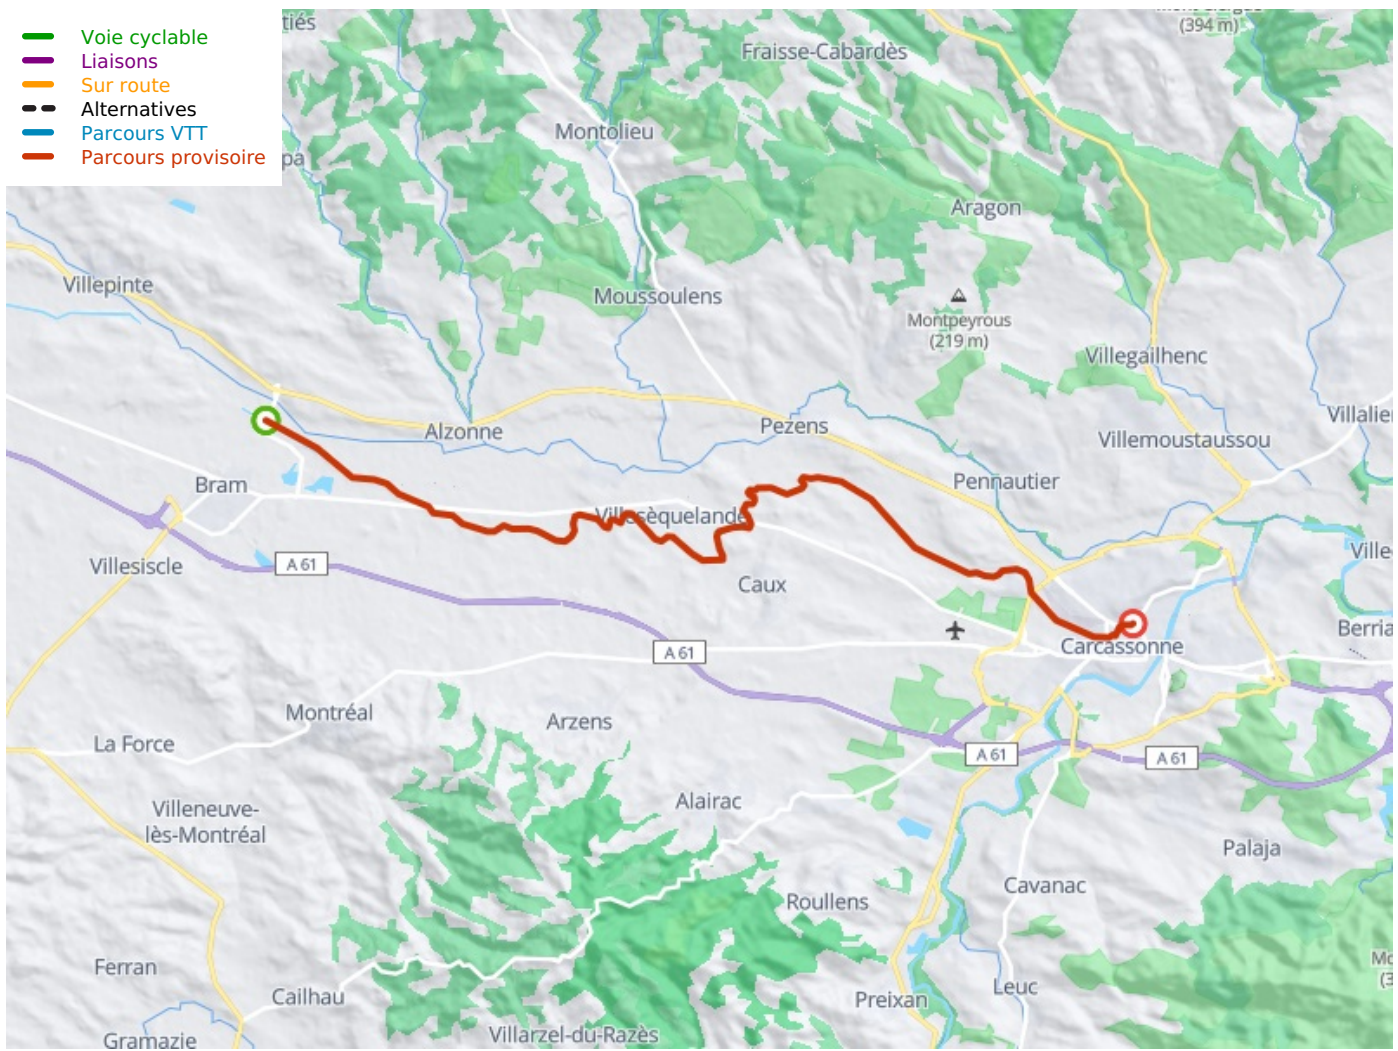 Voie cyclable
Liaisons
Sur route
Alternatives
Parcours VTT
Parcours provisoire
(394 m)
Fraisse-Cabardès
Montolieu
Aragon
Villepinte
Moussoulens
Montpeyrous
(219 m)
Villegailhenc
Alzonne
Pezens
Villemoustaussou
Bram
Pennautier
Villesèquelande
Villesiscle
A 61
Caux
Carcassonne
A 61
Montréal
Arzens
La Force
A 61
A 61
Villeneuve-
lès-Montréal
Alairac
Palaja
Cavanac
Roullens
Ferran
Cailhau
Preixan
Leuc
Villarzel-du-Razès
Gramazie